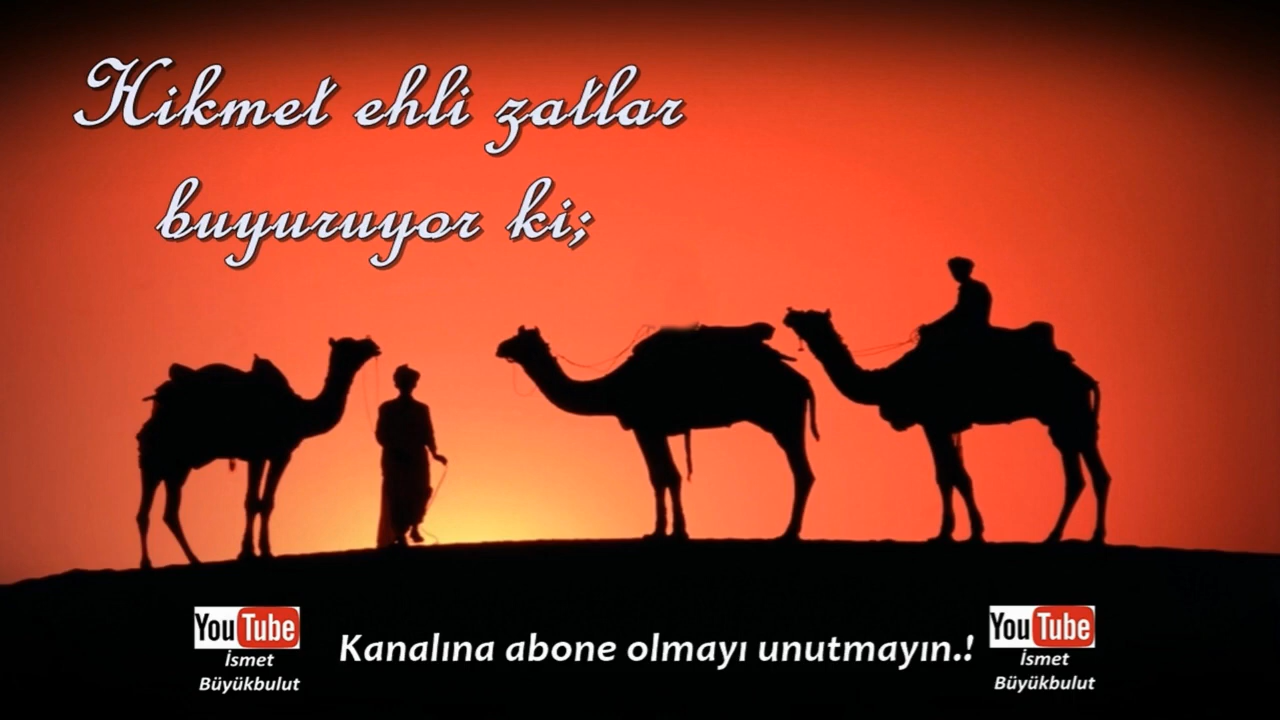 Hikmet ehli zatlar
buyuruyor ki;
YouTube
İsmet
Büyükbulut
Kanalına abone olmayı unutmayın.!
YouTube
İsmet
Büyükbulut